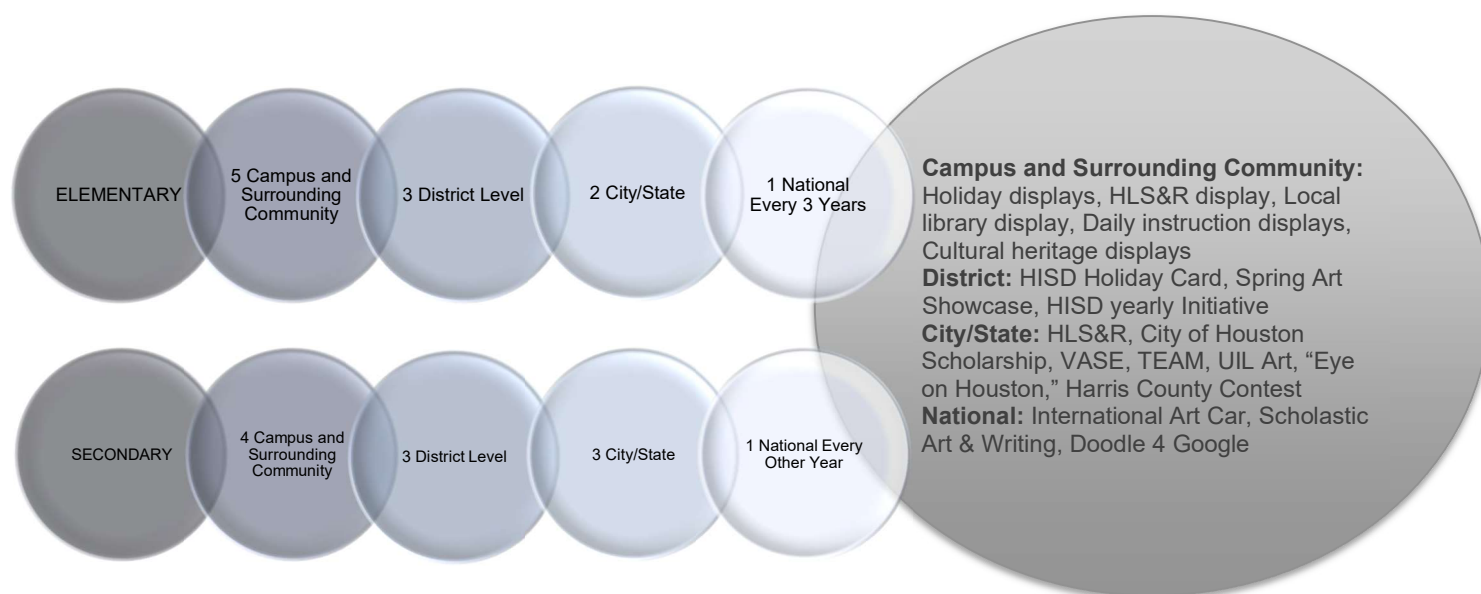 ELEMENTARY
5 Campus and
Surrounding
Community
3 District Level
2 City/State
1 National
Every 3 Years
SECONDARY
4 Campus and
Surrounding
Community
3 District Level
3 City/State
1 National Every
Other Year
Campus and Surrounding Community:
Holiday displays, HLS&R display, Local
library display, Daily instruction displays,
Cultural heritage displays
District: HISD Holiday Card, Spring Art
Showcase, HISD yearly Initiative
City/State: HLS&R, City of Houston
Scholarship, VASE, TEAM, UIL Art, “Eye
on Houston,” Harris County Contest
National: International Art Car, Scholastic
Art & Writing, Doodle 4 Google